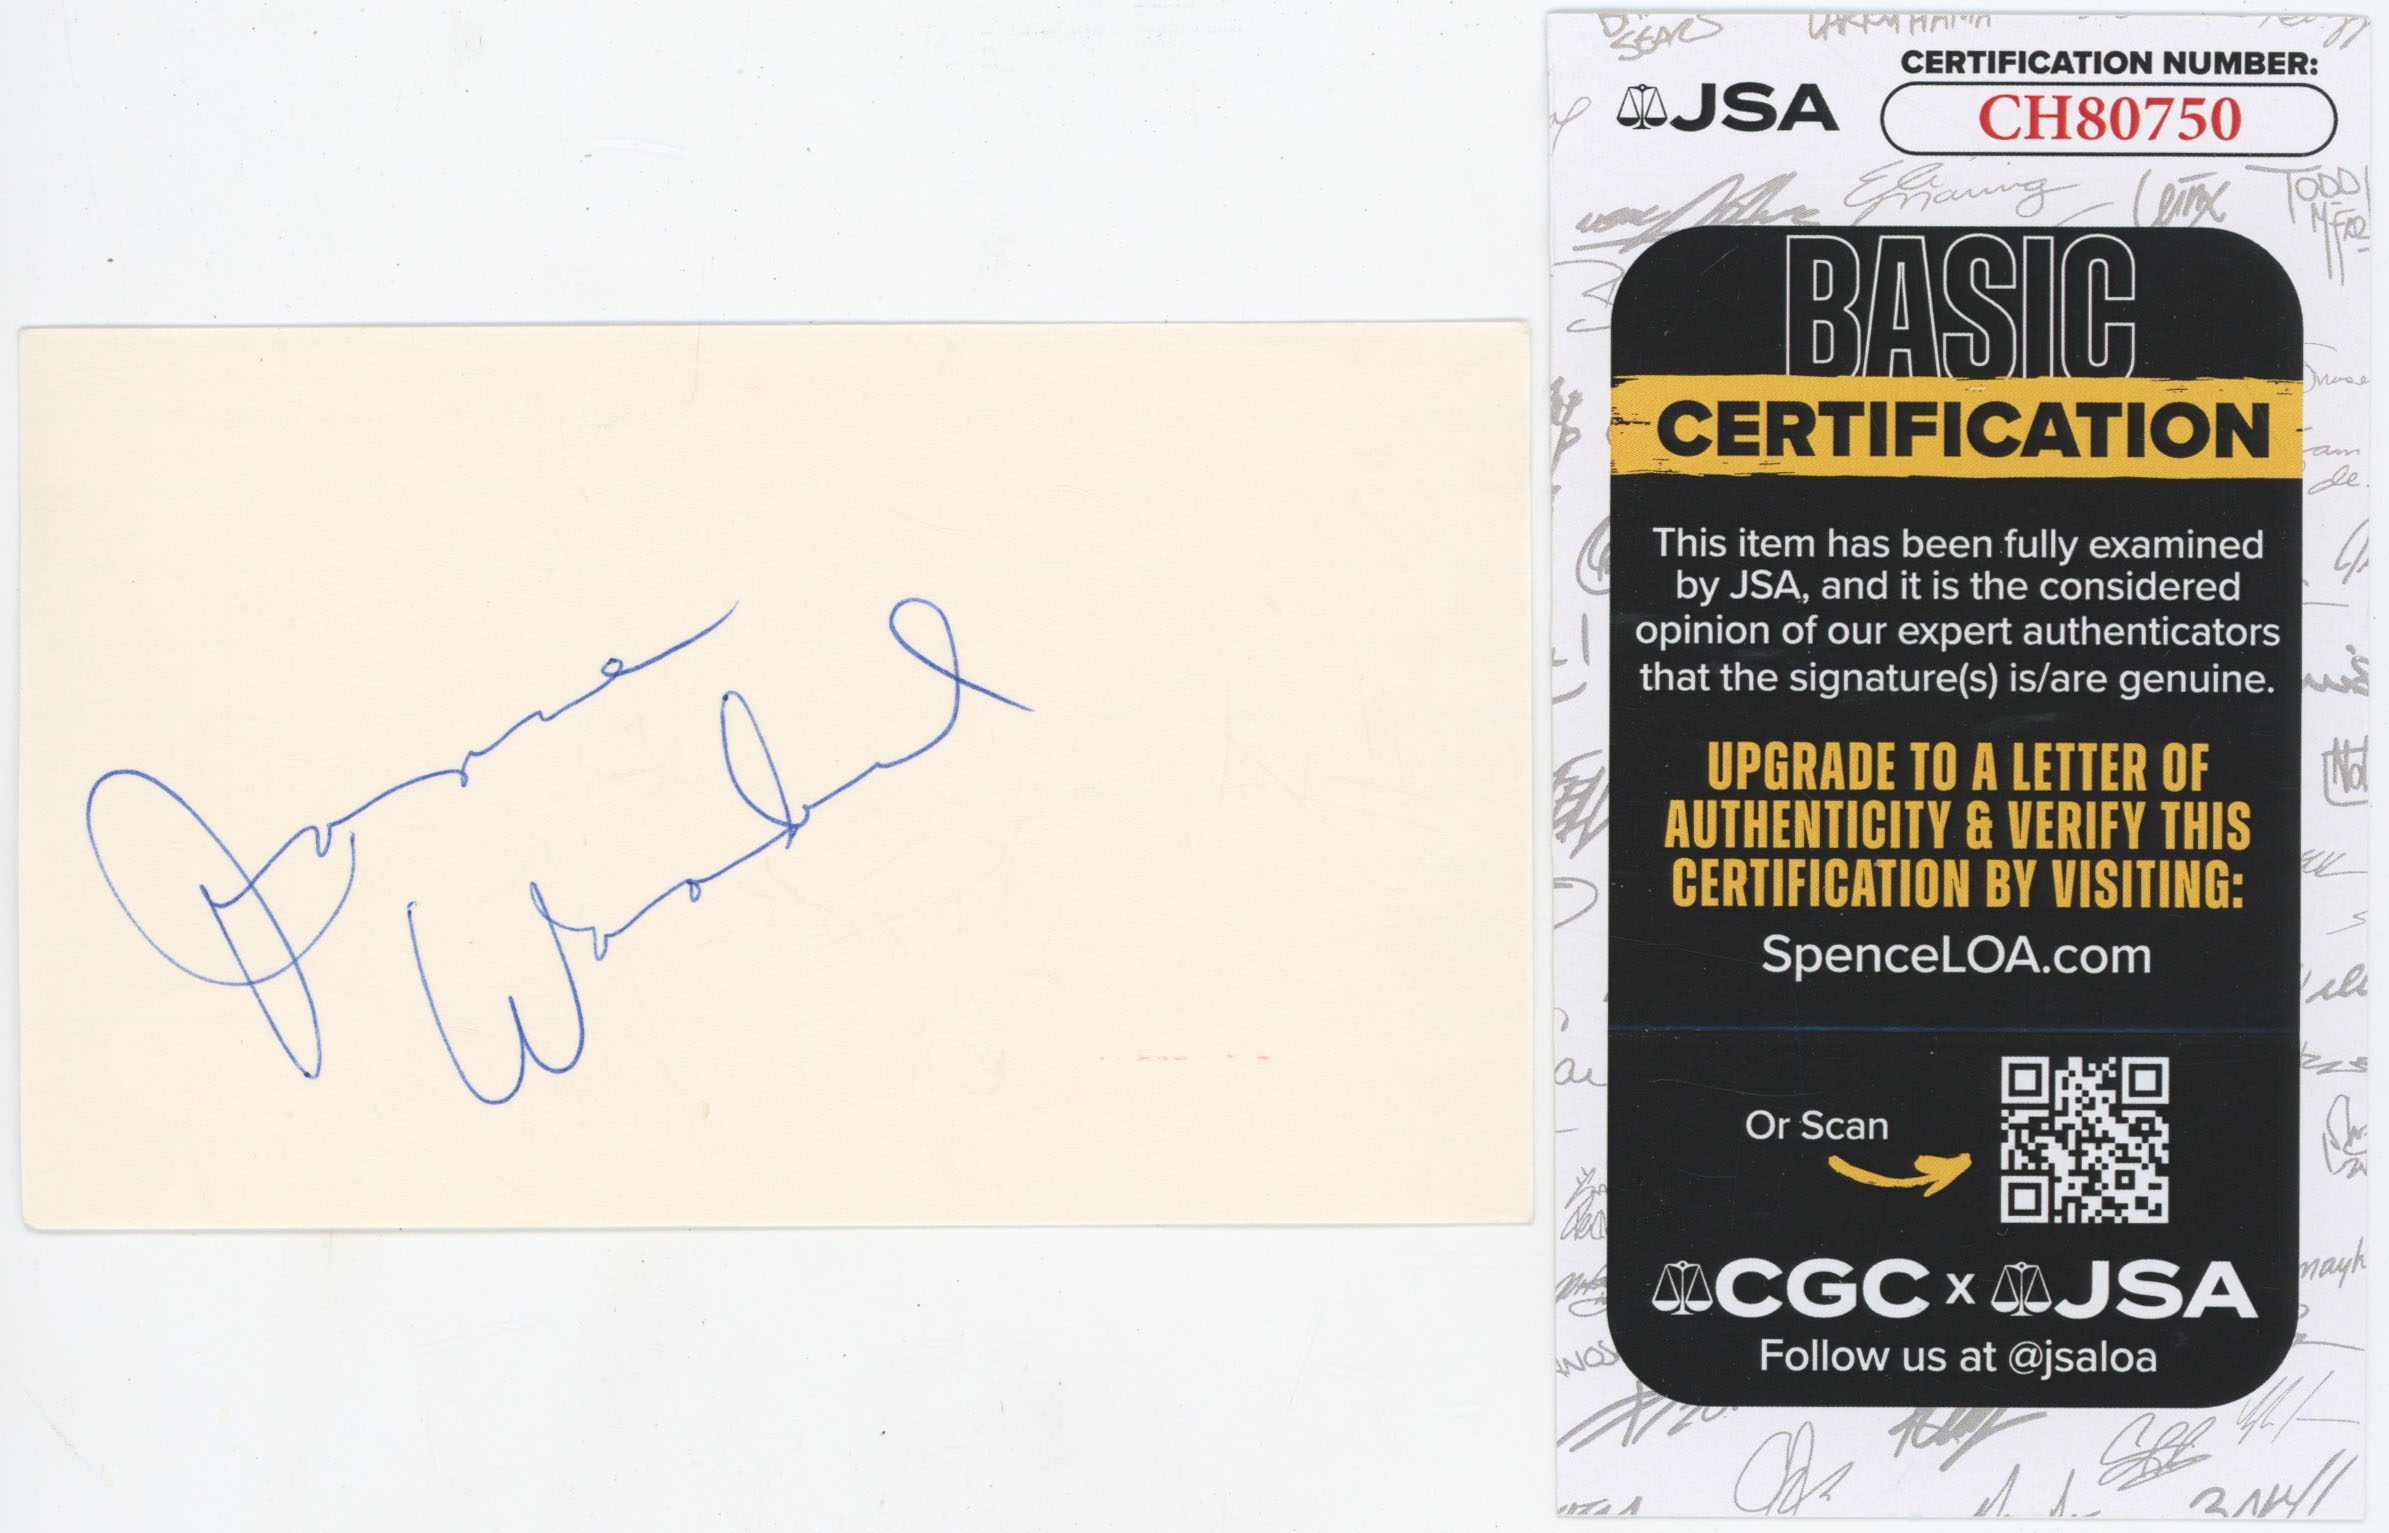 Joanne
Woodward
JSA
CERTIFICATION NUMBER:
CH80750
BASIC
CERTIFICATION
This item has been fully examined
by JSA, and it is the considered
opinion of our expert authenticators
that the signature(s) is/are genuine.
UPGRADE TO A LETTER OF
AUTHENTICITY & VERIFY THIS
CERTIFICATION BY VISITING:
SpenceLOA.com
Or Scan
CGC x JSA
Follow us at @jsaloa